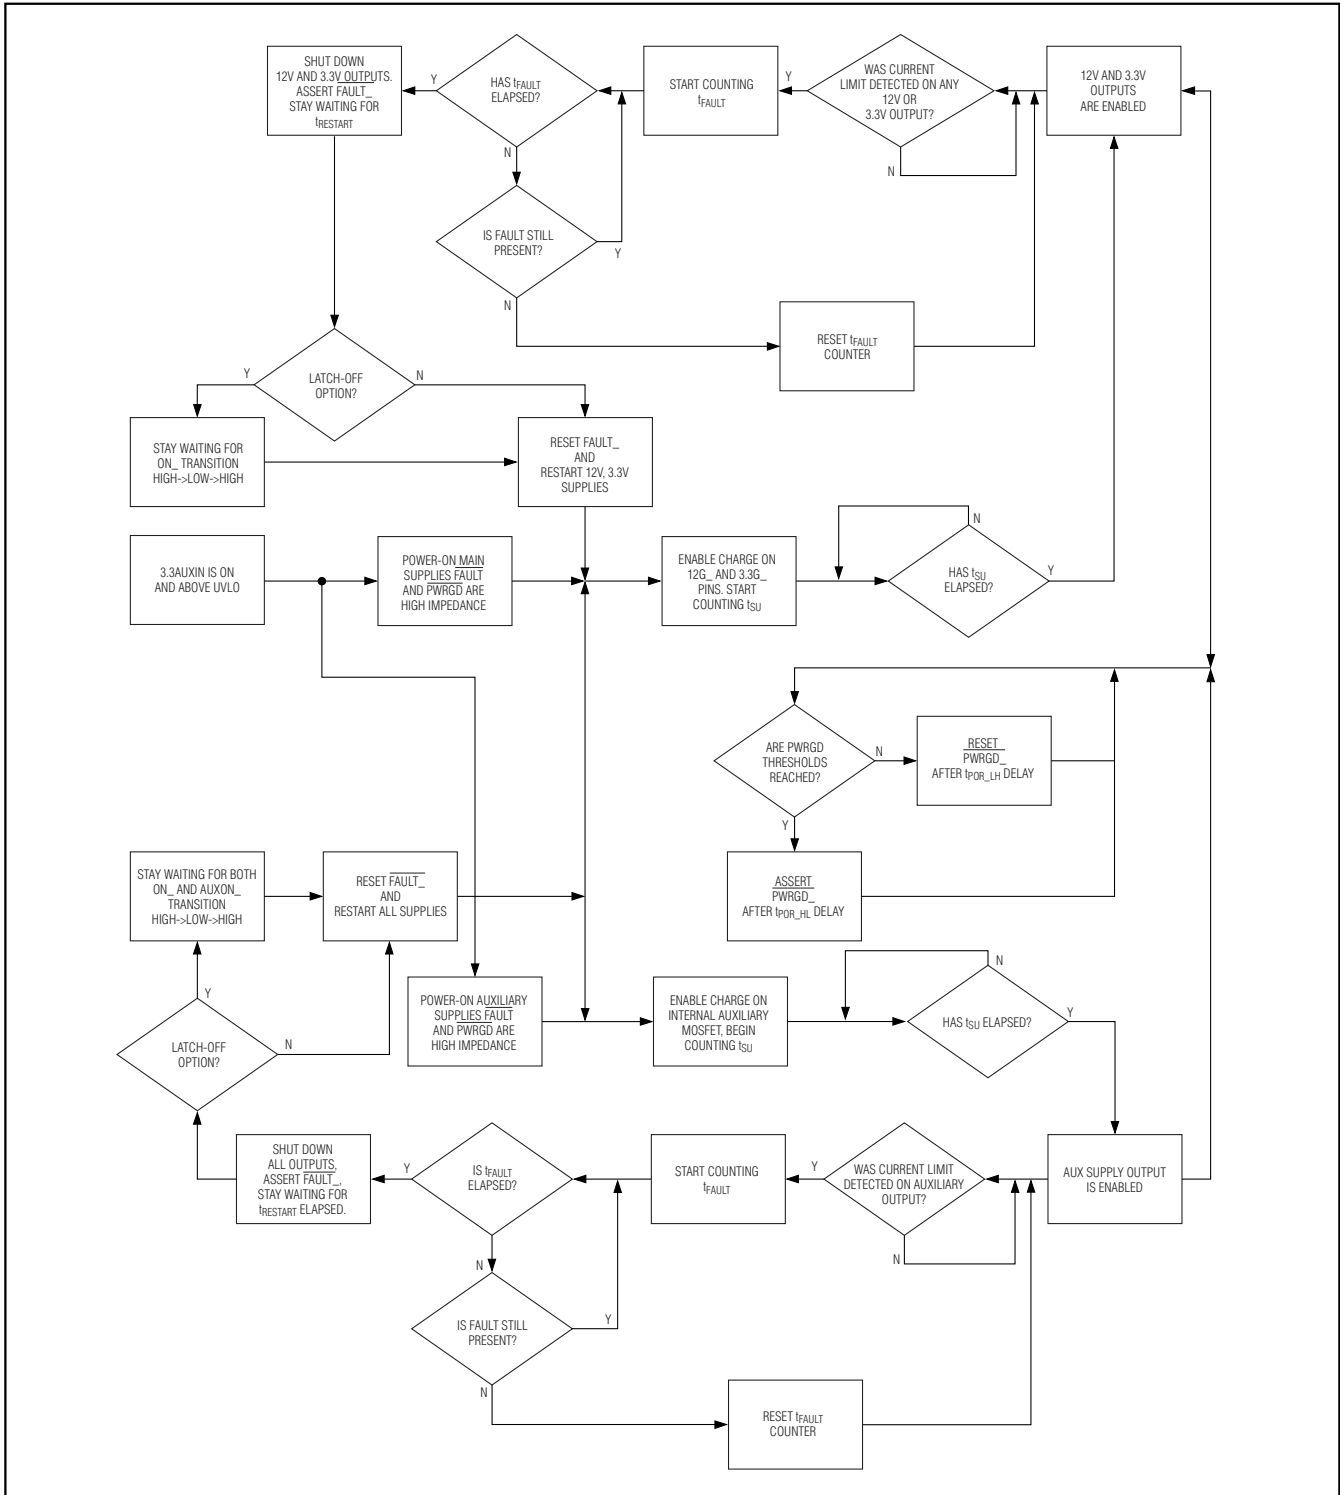 SHUT DOWN
12V AND 3.3V OUTPUTS.
ASSERT FAULT_
STAY WAITING FOR
tRESTART
Y
HAS tFAULT
ELAPSED?
N
START COUNTING
tFAULT
Y
WAS CURRENT
LIMIT DETECTED ON ANY
12V OR
3.3V OUTPUT?
N
12V AND 3.3V
OUTPUTS
ARE ENABLED
IS FAULT STILL
PRESENT?
Y
N
RESET tFAULT
COUNTER
Y
LATCH-OFF
OPTION?
N
STAY WAITING FOR
ON_ TRANSITION
HIGH->LOW->HIGH
RESET FAULT_
AND
RESTART 12V, 3.3V
SUPPLIES
3.3AUXIN IS ON
AND ABOVE UVLO
POWER-ON MAIN
SUPPLIES FAULT
AND PWRGD ARE
HIGH IMPEDANCE
ENABLE CHARGE ON
12G_ AND 3.3G_
PINS. START
COUNTING tSU
N
HAS tSU
ELAPSED?
Y
ARE PWRGD
THRESHOLDS
REACHED?
N
Y
RESET
PWRGD_
AFTER tPOR_LH DELAY
ASSERT
PWRGD_
AFTER tPOR_HL DELAY
STAY WAITING FOR BOTH
ON_ AND AUXON_
TRANSITION
HIGH->LOW->HIGH
RESET FAULT_
AND
RESTART ALL SUPPLIES
Y
LATCH-OFF
OPTION?
N
POWER-ON AUXILIARY
SUPPLIES FAULT
AND PWRGD ARE
HIGH IMPEDANCE
ENABLE CHARGE ON
INTERNAL AUXILIARY
MOSFET, BEGIN
COUNTING tSU
N
HAS tSU ELAPSED?
Y
SHUT DOWN
ALL OUTPUTS,
ASSERT FAULT_,
STAY WAITING FOR
tRESTART ELAPSED.
Y
IS tFAULT
ELAPSED?
N
START COUNTING
tFAULT
Y
WAS CURRENT LIMIT
DETECTED ON AUXILIARY
OUTPUT?
N
AUX SUPPLY OUTPUT
IS ENABLED
IS FAULT STILL
PRESENT?
Y
N
RESET tFAULT
COUNTER